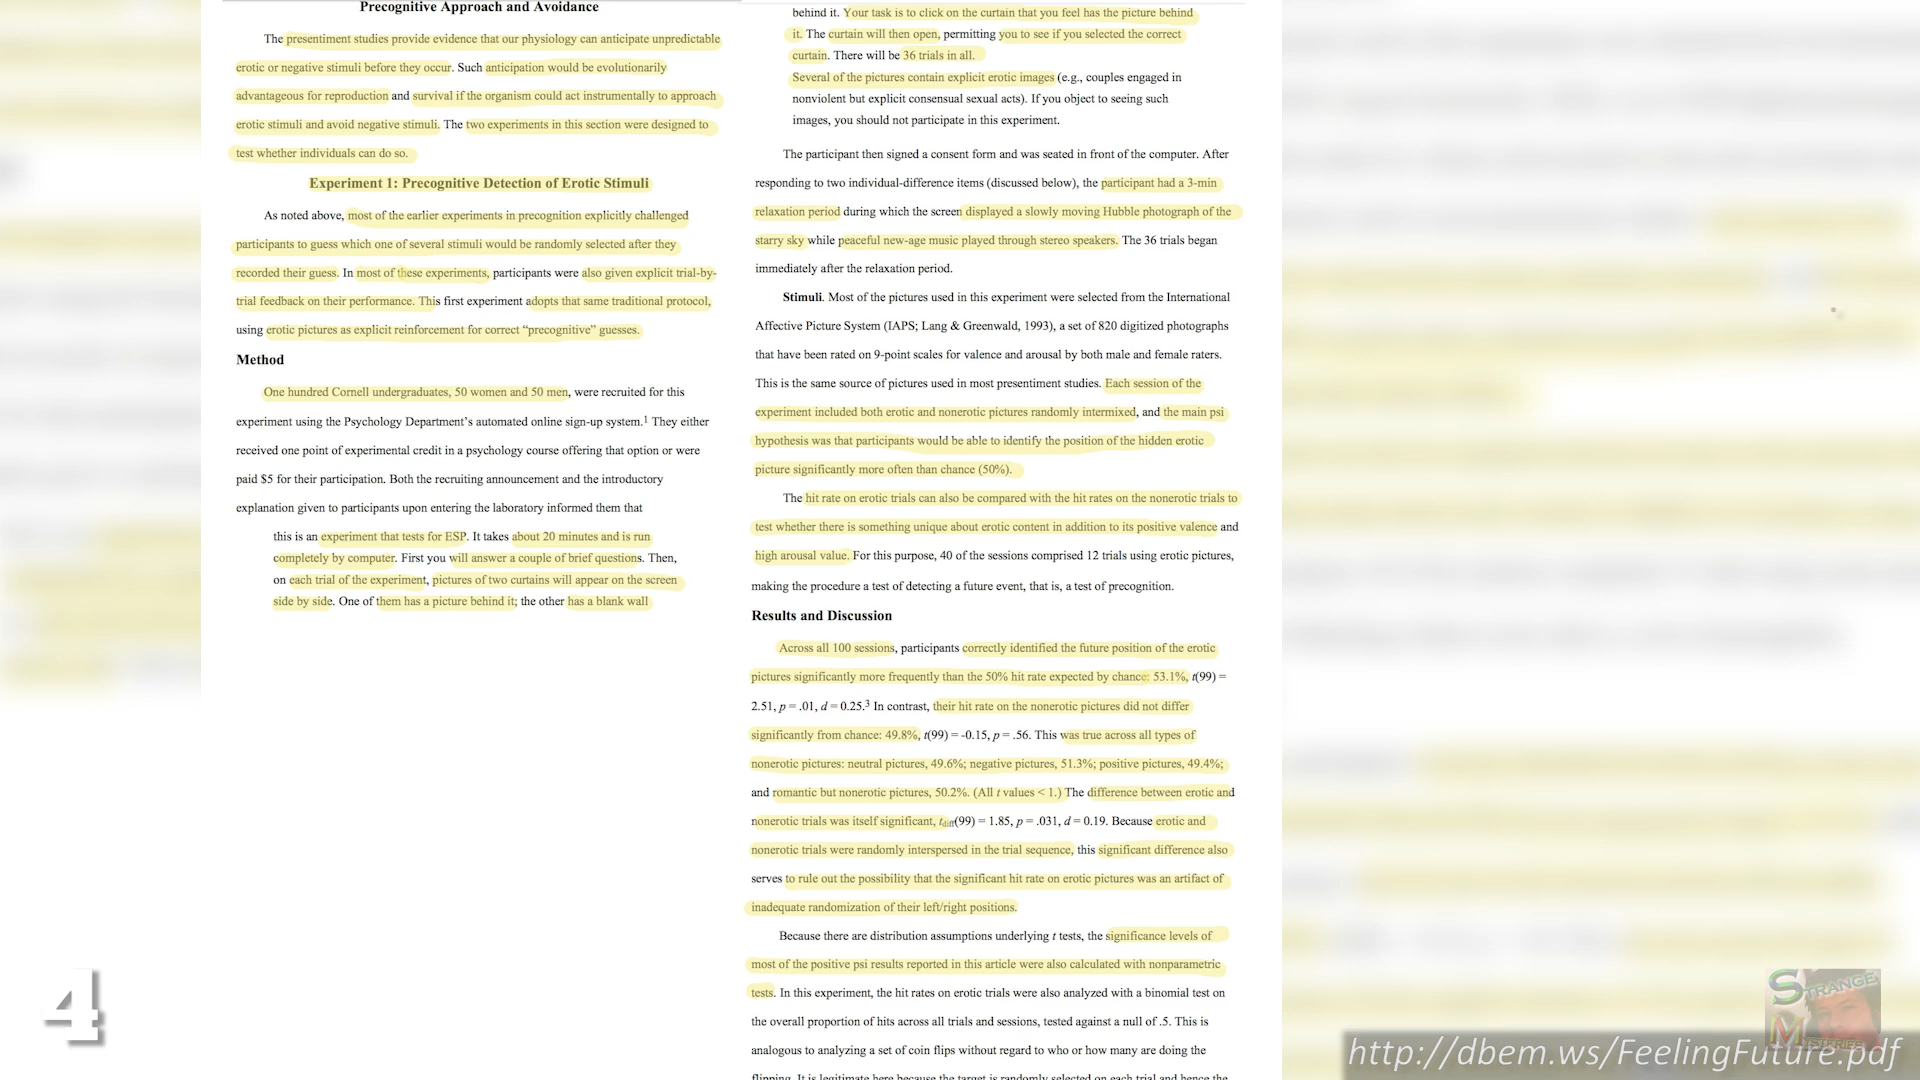 Precognitive Approach and Avoidance
The presentiment studies provide evidence that our physiology can anticipate unpredictable
erotic or negative stimuli before they occur. Such anticipation would be evolutionarily
advantageous for reproduction and survival if the organism could act instrumentally to approach
erotic stimuli and avoid negative stimuli. The two experiments in this section were designed to
test whether individuals can do so.
Experiment 1: Precognitive Detection of Erotic Stimuli
As noted above, most of the earlier experiments in precognition explicitly challenged
participants to guess which one of several stimuli would be randomly selected after they
recorded their guess. In most of these experiments, participants were also given explicit trial-by-
trial feedback on their performance. This first experiment adopts that same traditional protocol,
using erotic pictures as explicit reinforcement for correct “precognitive” guesses.
Method
One hundred Cornell undergraduates, 50 women and 50 men, were recruited for this
experiment using the Psychology Department’s automated online sign-up system.1 They either
received one point of experimental credit in a psychology course offering that option or were
paid $5 for their participation. Both the recruiting announcement and the introductory
explanation given to participants upon entering the laboratory informed them that
this is an experiment that tests for ESP. It takes about 20 minutes and is run
completely by computer. First you will answer a couple of brief questions. Then,
on each trial of the experiment, pictures of two curtains will appear on the screen
side by side. One of them has a picture behind it; the other has a blank wall
behind it. Your task is to click on the curtain that you feel has the picture behind
it. The curtain will then open, permitting you to see if you selected the correct
curtain. There will be 36 trials in all.
Several of the pictures contain explicit erotic images (e.g., couples engaged in
nonviolent but explicit consensual sexual acts). If you object to seeing such
images, you should not participate in this experiment.
The participant then signed a consent form and was seated in front of the computer. After
responding to two individual-difference items (discussed below), the participant had a 3-min
relaxation period during which the screen displayed a slowly moving Hubble photograph of the
starry sky while peaceful new-age music played through stereo speakers. The 36 trials began
immediately after the relaxation period.
Stimuli. Most of the pictures used in this experiment were selected from the International
Affective Picture System (IAPS; Lang & Greenwald, 1993), a set of 820 digitized photographs
that have been rated on 9-point scales for valence and arousal by both male and female raters.
This is the same source of pictures used in most presentiment studies. Each session of the
experiment included both erotic and nonerotic pictures randomly intermixed, and the main psi
hypothesis was that participants would be able to identify the position of the hidden erotic
picture significantly more often than chance (50%).
The hit rate on erotic trials can also be compared with the hit rates on the nonerotic trials to
test whether there is something unique about erotic content in addition to its positive valence and
high arousal value. For this purpose, 40 of the sessions comprised 12 trials using erotic pictures,
making the procedure a test of detecting a future event, that is, a test of precognition.
Results and Discussion
Across all 100 sessions, participants correctly identified the future position of the erotic
pictures significantly more frequently than the 50% hit rate expected by chance: 53.1%, t(99) =
2.51, p = .01, d = 0.25.3 In contrast, their hit rate on the nonerotic pictures did not differ
significantly from chance: 49.8%, t(99) = -0.15, p = .56. This was true across all types of
nonerotic pictures: neutral pictures, 49.6%; negative pictures, 51.3%; positive pictures, 49.4%;
and romantic but nonerotic pictures, 50.2%. (All t values < 1.) The difference between erotic and
nonerotic trials was itself significant, tdiff(99) = 1.85, p = .031, d = 0.19. Because erotic and
nonerotic trials were randomly interspersed in the trial sequence, this significant difference also
serves to rule out the possibility that the significant hit rate on erotic pictures was an artifact of
inadequate randomization of their left/right positions.
Because there are distribution assumptions underlying t tests, the significance levels of
most of the positive psi results reported in this article were also calculated with nonparametric
tests. In this experiment, the hit rates on erotic trials were also analyzed with a binomial test on
the overall proportion of hits across all trials and sessions, tested against a null of .5. This is
analogous to analyzing a set of coin flips without regard to who or how many are doing the
flipping. It is legitimate here because the target is randomly selected on each trial and hence the
4
STRANGE
MYSTERIES
http://dbem.ws/FeelingFuture.pdf